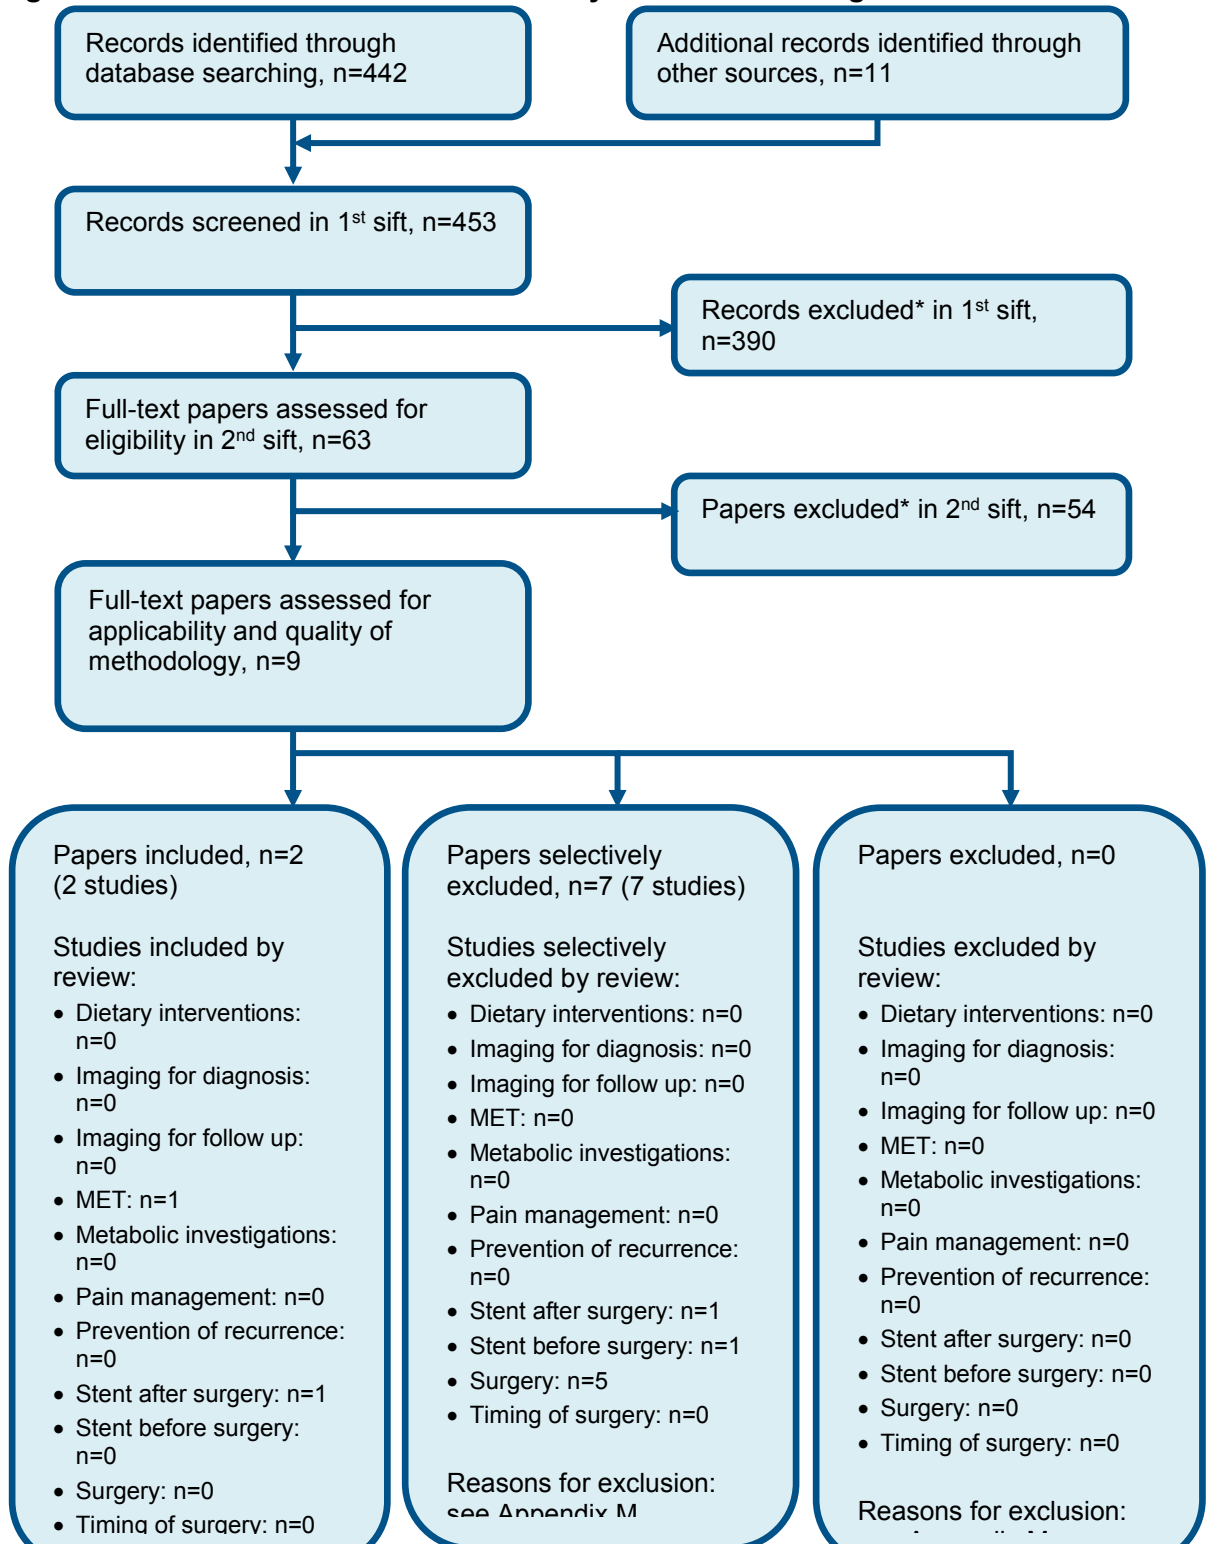 Records identified through
database searching, n=442
Additional records identified through
other sources, n=11
Records screened in 1st sift, n=453
Records excluded* in 1st sift,
n=390
Full-text papers assessed for
eligibility in 2nd sift, n=63
Papers excluded* in 2nd sift, n=54
Full-text papers assessed for
applicability and quality of
methodology, n=9
Papers included, n=2
(2 studies)
Studies included by
review:
• Dietary interventions:
n=0
• Imaging for diagnosis:
n=0
• Imaging for follow up:
n=0
• MET: n=1
• Metabolic investigations:
n=0
• Pain management: n=0
• Prevention of recurrence:
n=0
• Stent after surgery: n=1
• Stent before surgery:
n=0
• Surgery: n=0
• Timing of surgery: n=0
Papers selectively
excluded, n=7 (7 studies)
Studies selectively
excluded by review:
• Dietary interventions: n=0
• Imaging for diagnosis: n=0
• Imaging for follow up: n=0
• MET: n=0
• Metabolic investigations:
n=0
• Pain management: n=0
• Prevention of recurrence:
n=0
• Stent after surgery: n=1
• Stent before surgery: n=1
• Surgery: n=5
• Timing of surgery: n=0
Reasons for exclusion:
see Appendix M
Papers excluded, n=0
Studies excluded by
review:
• Dietary interventions: n=0
• Imaging for diagnosis:
n=0
• Imaging for follow up: n=0
• MET: n=0
• Metabolic investigations:
n=0
• Pain management: n=0
• Prevention of recurrence:
n=0
• Stent after surgery: n=0
• Stent before surgery: n=0
• Surgery: n=0
• Timing of surgery: n=0
Reasons for exclusion: